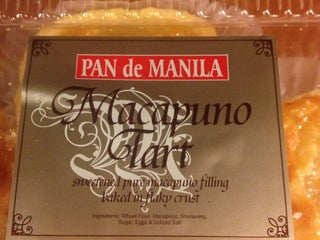 PAN de MANILA
Macapuno
Tart
sweetened pure macapuno filling
baked in flaky crust
Ingredients: Wheat Flour, Macapuno, Shortening,
Sugar, Eggs & Iodized Salt